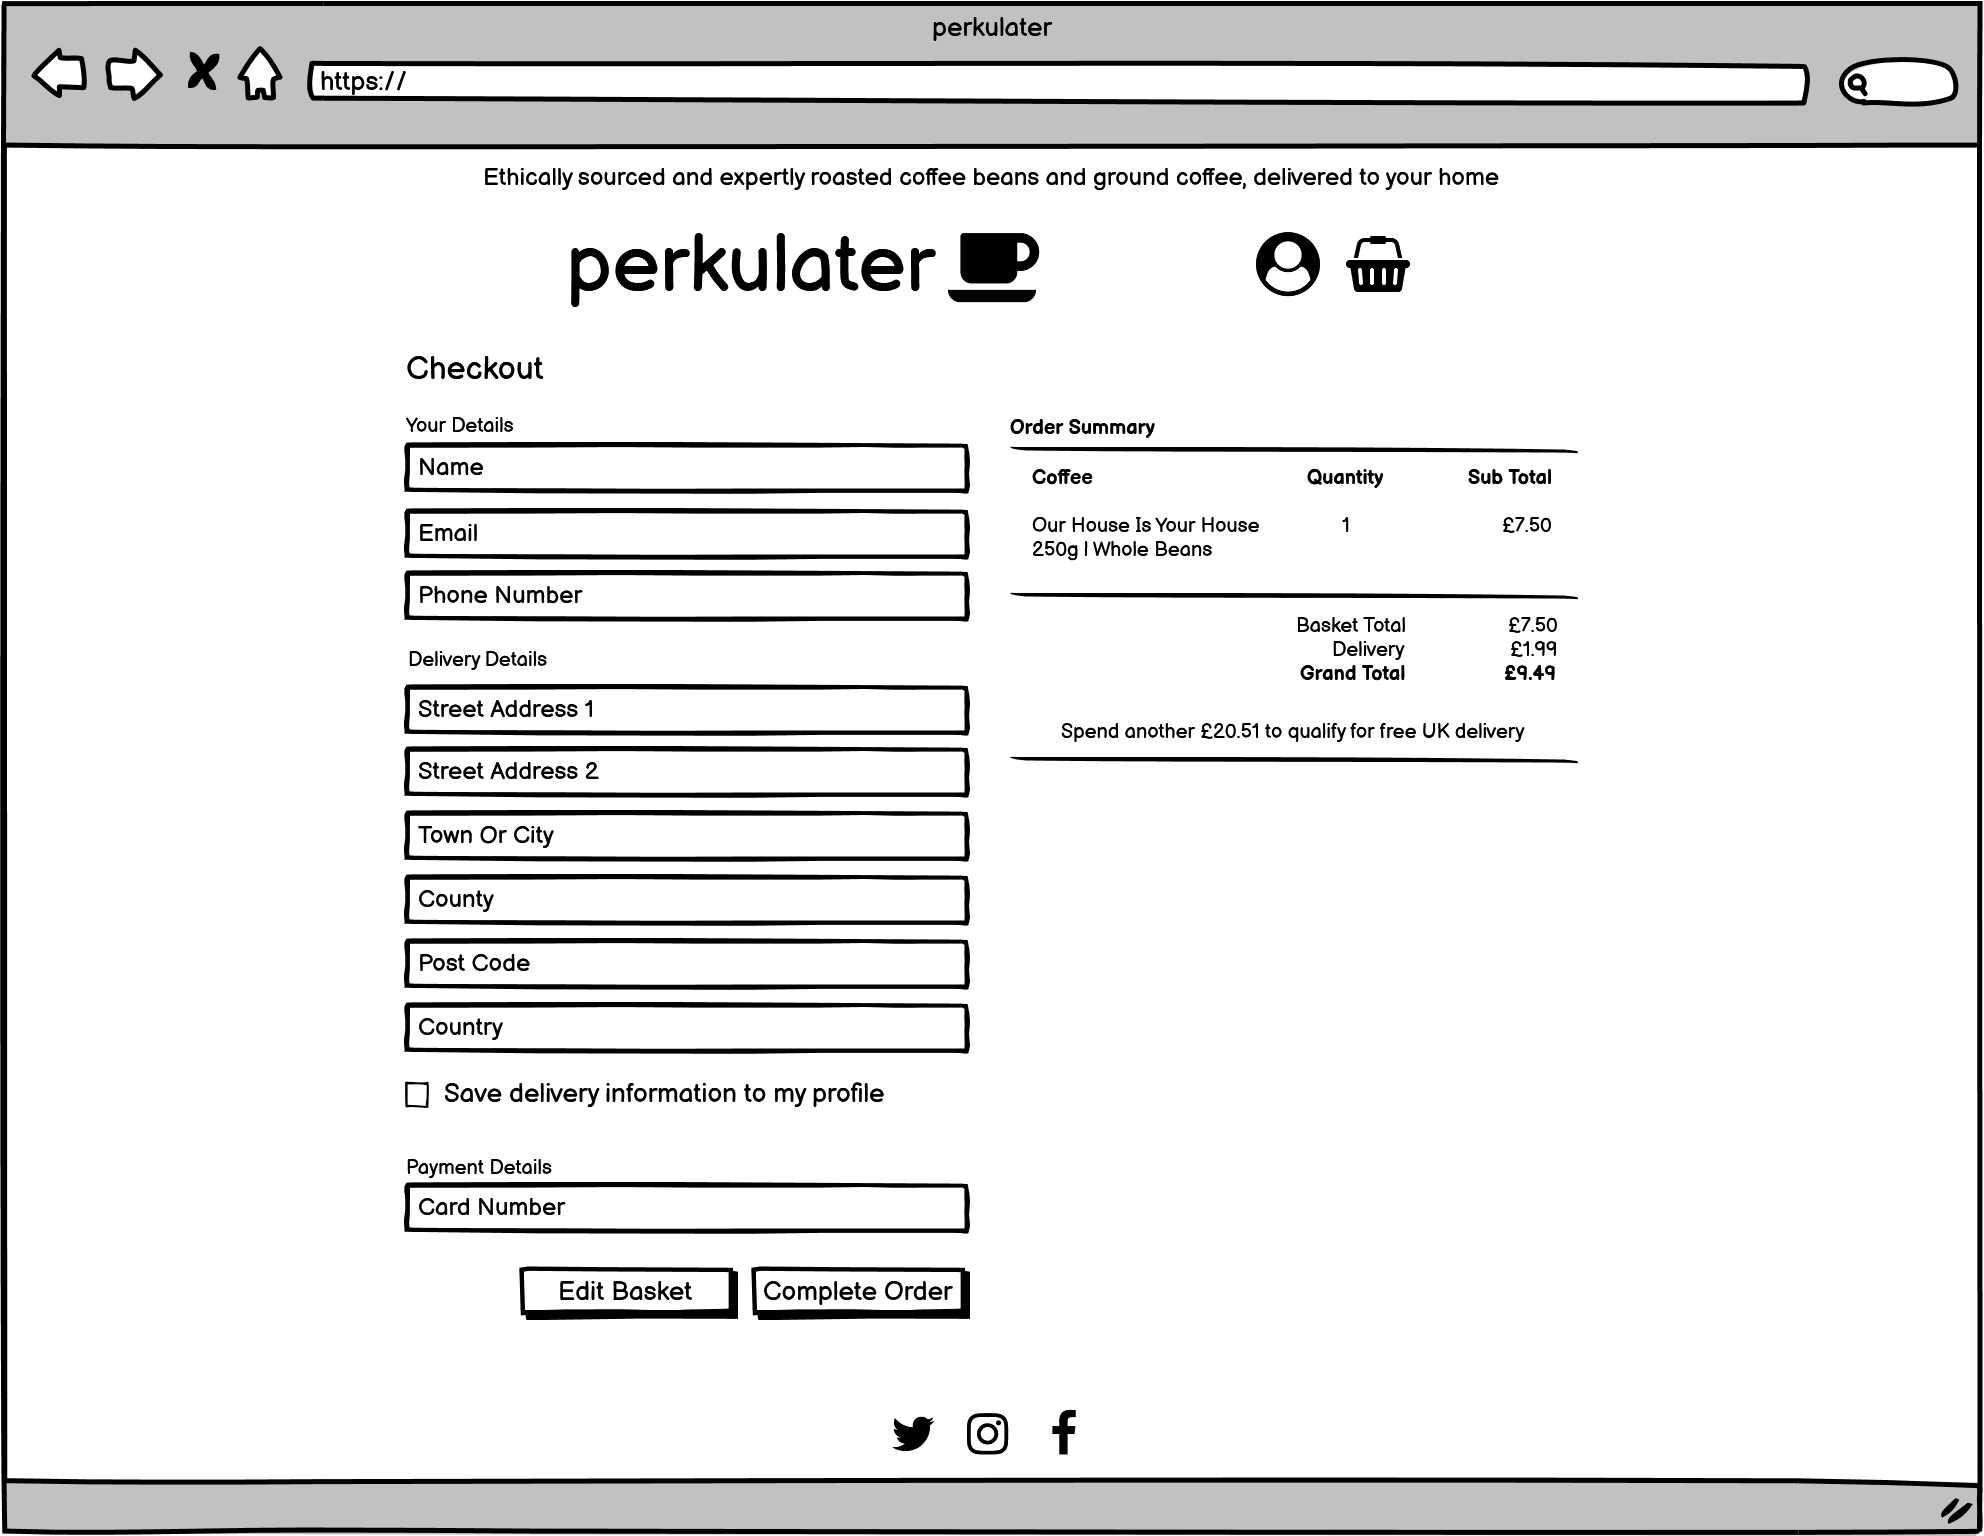 perkulater
https://
Ethically sourced and expertly roasted coffee beans and ground coffee, delivered to your home
perkulater
Checkout
Your Details
Name
Email
Phone Number
Delivery Details
Street Address 1
Street Address 2
Town Or City
County
Post Code
Country
Save delivery information to my profile
Payment Details
Card Number
Edit Basket Complete Order
Order Summary
Coffee Quantity Sub Total
Our House Is Your House 1 £7.50
250g | Whole Beans
Basket Total £7.50
Delivery £1.99
Grand Total £9.49
Spend another £20.51 to qualify for free UK delivery